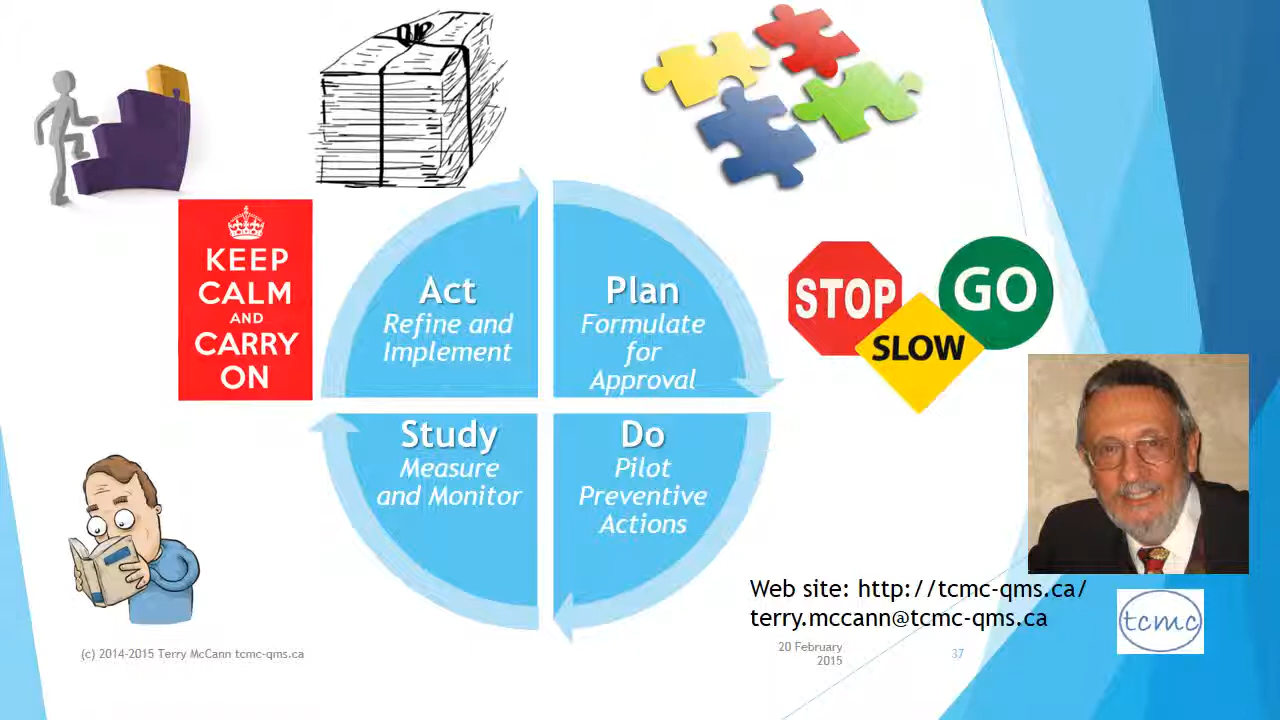 KEEP
CALM
AND
CARRY
ON
Act
Refine and
Implement
Plan
Formulate
for
Approval
Study
Measure
and Monitor
Do
Pilot
Preventive
Actions
STOP
GO
SLOW
Web site: http://tcmc-qms.ca/
terry.mccann@tcmc-qms.ca
tcmc
(c) 2014-2015 Terry McCann tcmc-qms.ca
20 February
2015
37